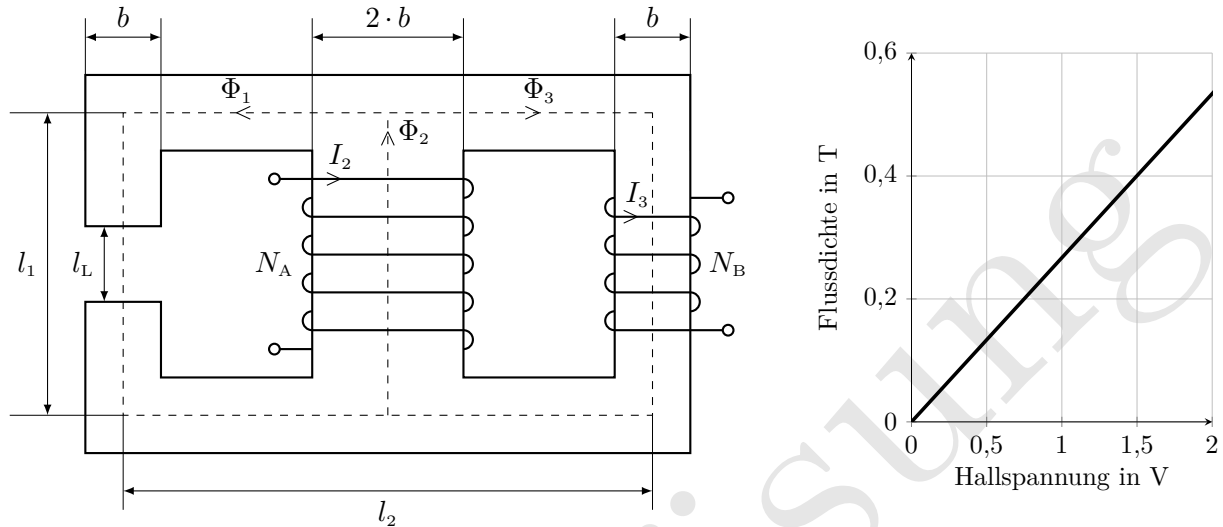 b
2 · b
b
Φ1
Φ3
Φ2
I2
I3
l1
lL
NA
NB
l2
0,6
0,4
0,2
0
0
0,5
1
1,5
2
Flussdichte in T
Hallspannung in V
sung